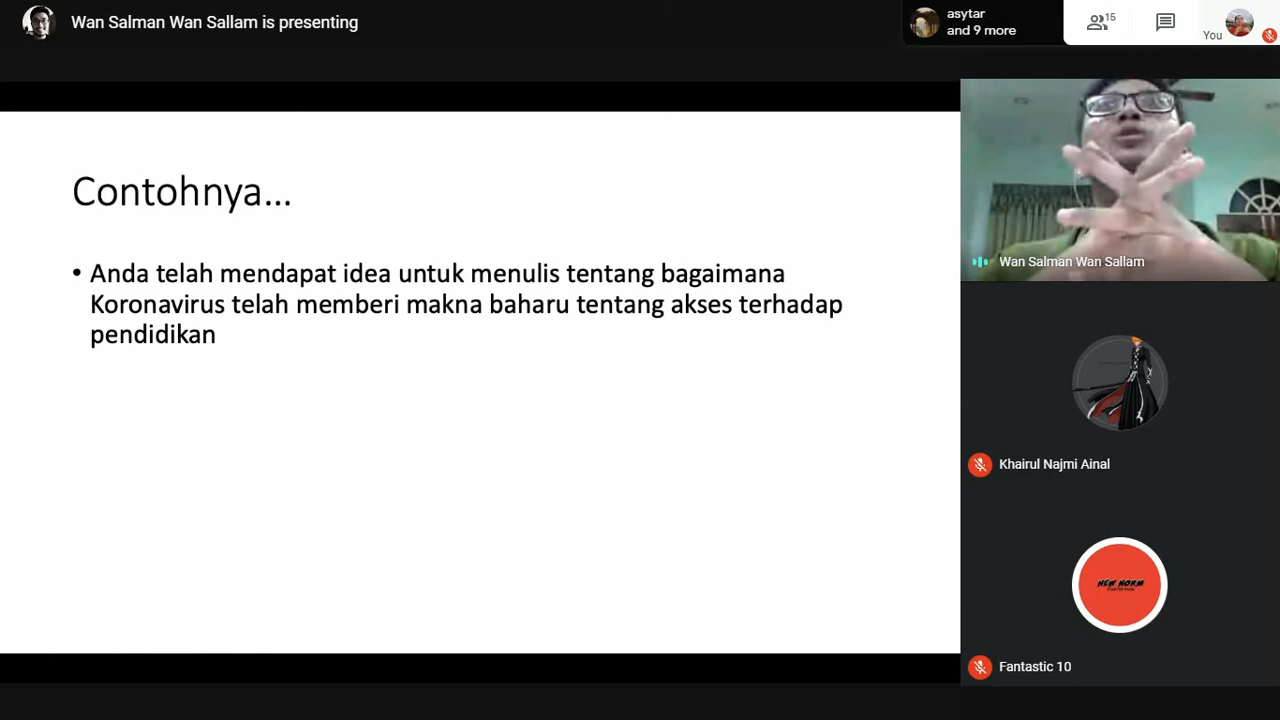 Wan Salman Wan Sallam is presenting
asytar
and 9 more
15
You
Contohnya...
• Anda telah mendapat idea untuk menulis tentang bagaimana
Koronavirus telah memberi makna baharu tentang akses terhadap
pendidikan
Wan Salman Wan Sallam
Khairul Najmi Ainal
NEW NORM
Fantastic 10